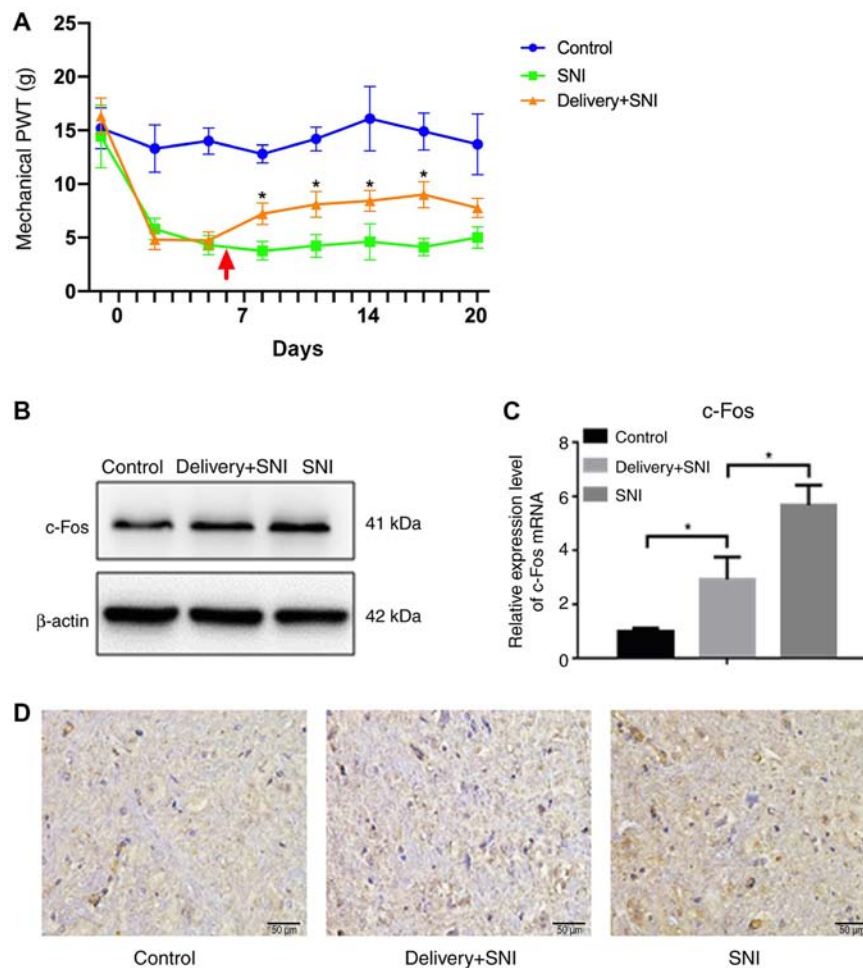 A
25
20
15
10
5
0
Mechanical PWT (g)
* * * *
0 7 14 20
Days
Control
SNI
Delivery+SNI
B
Control Delivery+SNI SNI
c-Fos 41 kDa
β-actin 42 kDa
C
c-Fos
Relative expression level
of c-Fos mRNA
8
6
4
2
0
Control
Delivery+SNI
SNI
*
*
D
50 µm 50 µm 50 µm
Control Delivery+SNI SNI